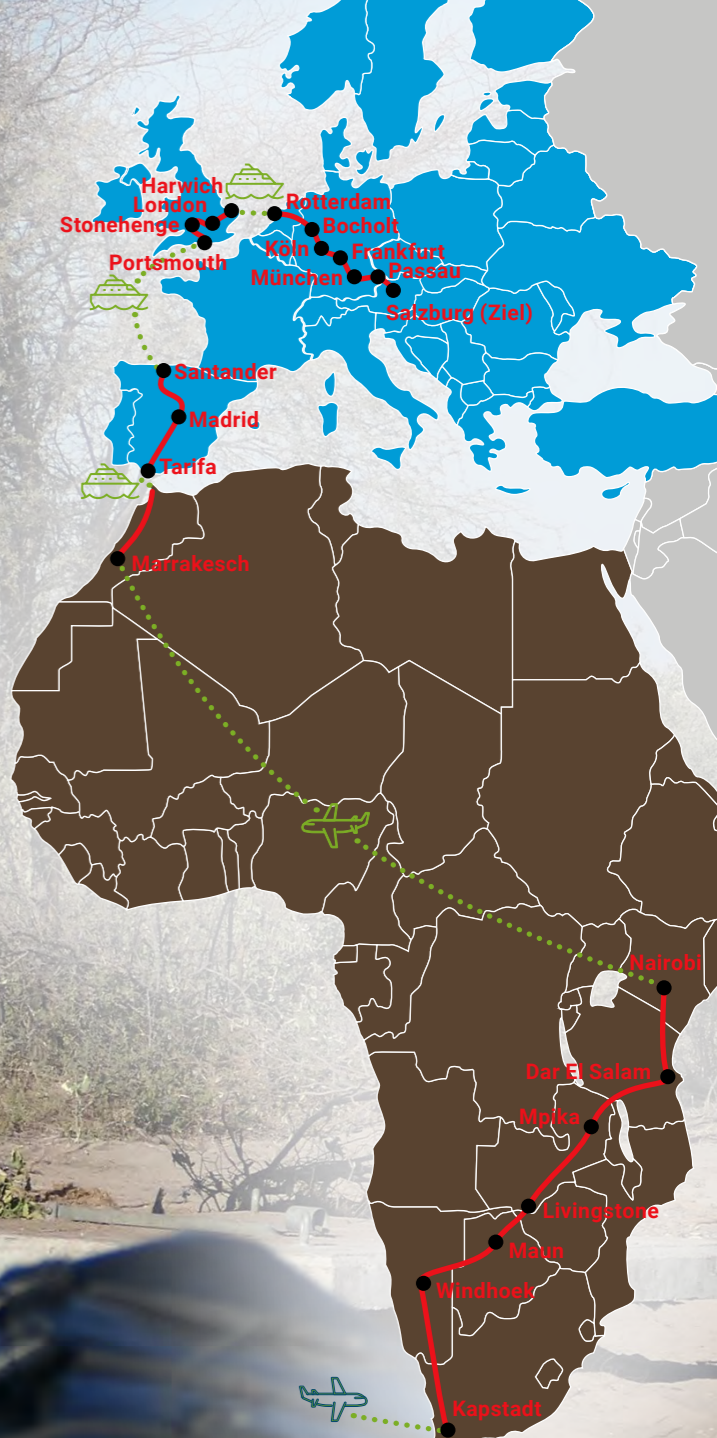 Harwich
Rotterdam
London
Stonehenge
Bocholt
Köln
Frankfurt
Portsmouth
München
Passau
Salzburg (Ziel)
Santander
Madrid
Tarifa
Marrakesch
Nairobi
Dar El Salam
Mpika
Livingstone
Maun
Windhoek
Kapstadt